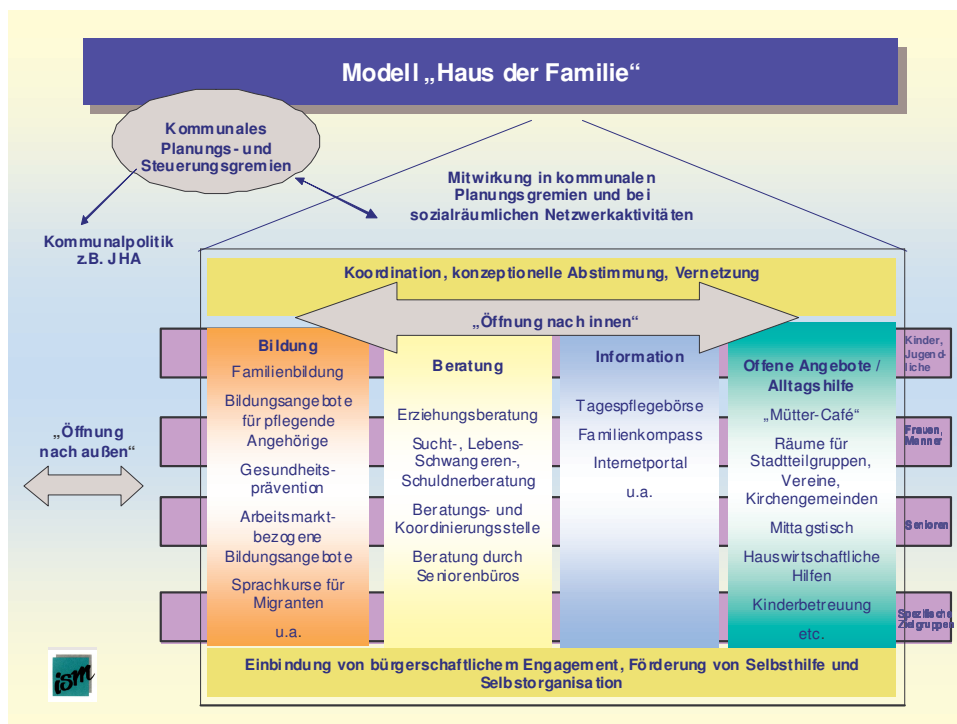 Modell „Haus der Familie“
Kommunales
Planungs- und
Steuerungsgremien
Mitwirkung in kommunalen
Planungsgremien und bei
sozialräumlichen Netzwerkaktivitäten
Kommunalpolitik
z.B. JHA
Koordination, konzeptionelle Abstimmung, Vernetzung
„Öffnung nach innen“
„Öffnung
nach außen“
Bildung
Familienbildung
Bildungsangebote
für pflegende
Angehörige
Gesundheits-
prävention
Arbeitsmarkt-
bezogene
Bildungsangebote
Sprachkurse für
Migranten
u.a.
Beratung
Erziehungsberatung
Sucht-, Lebens-
Schwangeren-,
Schuldnerberatung
Beratungs- und
Koordinierungsstelle
Beratung durch
Seniorenbüros
Information
Tagespflegebörse
Familienkompass
Internetportal
u.a.
Offene Angebote /
Alltagshilfe
„Mütter-Café“
Räume für
Stadtteilgruppen,
Vereine,
Kirchengemeinden
Mittagstisch
Hauswirtschaftliche
Hilfen
Kinderbetreuung
etc.
Kinder,
Jugend-
liche
Frauen,
Männer
Senioren
Spezifische
Zielgruppen
Einbindung von bürgerschaftlichem Engagement, Förderung von Selbsthilfe und
Selbstorganisation
ism